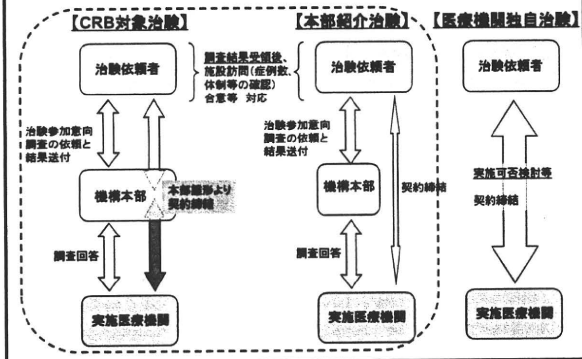 【CRB対象治験】
【本部紹介治験】
【医療機関独自治験】
治験依頼者
調査結果受領後、
施設訪問(症例数、
体制等の確認)
合意等 対応
治験依頼者
治験依頼者
治験参加意向
調査の依頼と
結果送付
治験参加意向
調査の依頼と
結果送付
機構本部
本部雛形より
契約締結
機構本部
契約締結
実施可否検討等
契約締結
調査回答
調査回答
実施医療機関
実施医療機関
実施医療機関